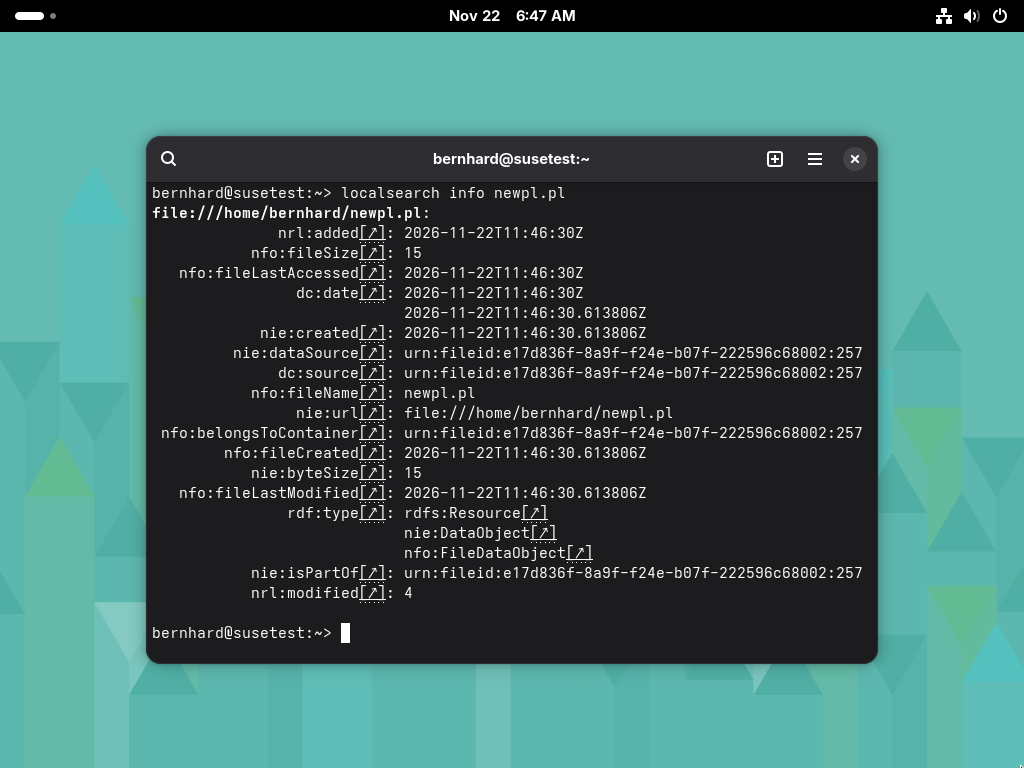 Nov 22 6:47 AM
bernhard@susetest:~
bernhard@susetest:~> localsearch info newpl.pl
file:///home/bernhard/newpl.pl:
nrl:added[↗]: 2026-11-22T11:46:30Z
nfo:fileSize[↗]: 15
nfo:fileLastAccessed[↗]: 2026-11-22T11:46:30Z
dc:date[↗]: 2026-11-22T11:46:30Z
2026-11-22T11:46:30.613806Z
nie:created[↗]: 2026-11-22T11:46:30.613806Z
nie:dataSource[↗]: urn:fileid:e17d836f-8a9f-f24e-b07f-222596c68002:257
dc:source[↗]: urn:fileid:e17d836f-8a9f-f24e-b07f-222596c68002:257
nfo:fileName[↗]: newpl.pl
nie:url[↗]: file:///home/bernhard/newpl.pl
nfo:belongsToContainer[↗]: urn:fileid:e17d836f-8a9f-f24e-b07f-222596c68002:257
nfo:fileCreated[↗]: 2026-11-22T11:46:30.613806Z
nie:byteSize[↗]: 15
nfo:fileLastModified[↗]: 2026-11-22T11:46:30.613806Z
rdf:type[↗]: rdfs:Resource[↗]
nie:DataObject[↗]
nfo:FileDataObject[↗]
nie:isPartOf[↗]: urn:fileid:e17d836f-8a9f-f24e-b07f-222596c68002:257
nrl:modified[↗]: 4
bernhard@susetest:~>